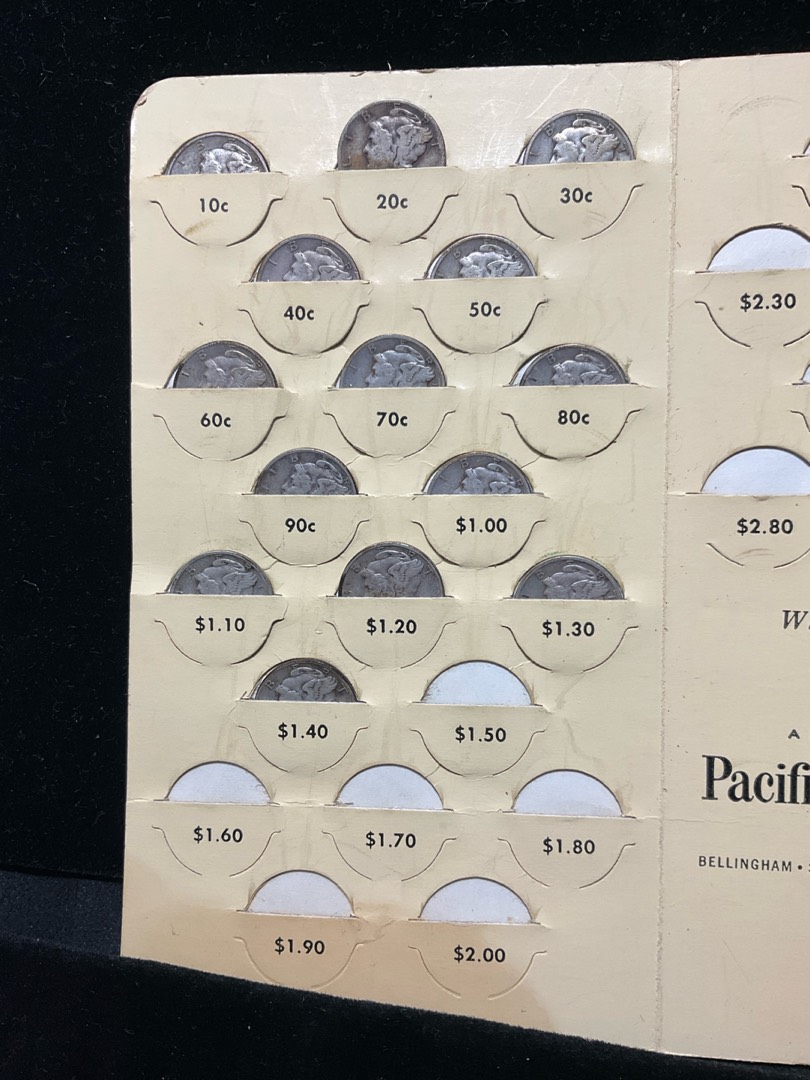 10c 20c 30c
40c 50c
60c 70c 80c
90c $1.00
$1.10 $1.20 $1.30
$1.40 $1.50
$1.60 $1.70 $1.80
$1.90 $2.00
$2.30
$2.80
A
BELLINGHAM •